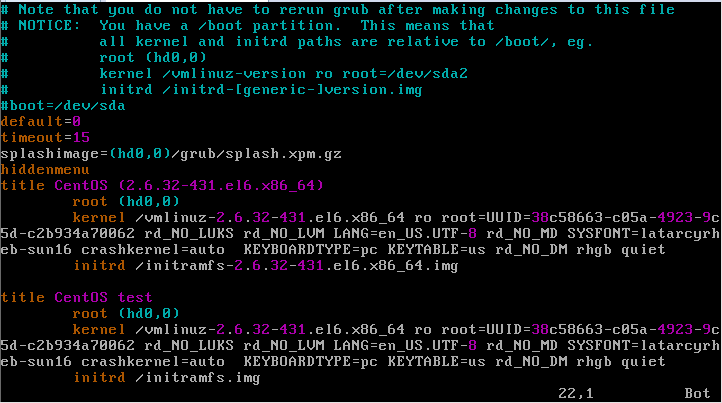 # Note that you do not have to rerun grub after making changes to this file
# NOTICE:  You have a /boot partition.  This means that
#          all kernel and initrd paths are relative to /boot/, eg.
#          root (hd0,0)
#          kernel /vmlinuz-version ro root=/dev/sda2
#          initrd /initrd-[generic-]version.img
#boot=/dev/sda
default=0
timeout=15
splashimage=(hd0,0)/grub/splash.xpm.gz
hiddenmenu
title CentOS (2.6.32-431.el6.x86_64)
        root (hd0,0)
        kernel /vmlinuz-2.6.32-431.el6.x86_64 ro root=UUID=38c58663-c05a-4923-9c
5d-c2b934a70062 rd_NO_LUKS rd_NO_LVM LANG=en_US.UTF-8 rd_NO_MD SYSFONT=latarcyrh
eb-sun16 crashkernel=auto  KEYBOARDTYPE=pc KEYTABLE=us rd_NO_DM rhgb quiet
        initrd /initramfs-2.6.32-431.el6.x86_64.img
title CentOS test
        root (hd0,0)
        kernel /vmlinuz-2.6.32-431.el6.x86_64 ro root=UUID=38c58663-c05a-4923-9c
5d-c2b934a70062 rd_NO_LUKS rd_NO_LVM LANG=en_US.UTF-8 rd_NO_MD SYSFONT=latarcyrh
eb-sun16 crashkernel=auto  KEYBOARDTYPE=pc KEYTABLE=us rd_NO_DM rhgb quiet
        initrd /initramfs.img
22,1          Bot